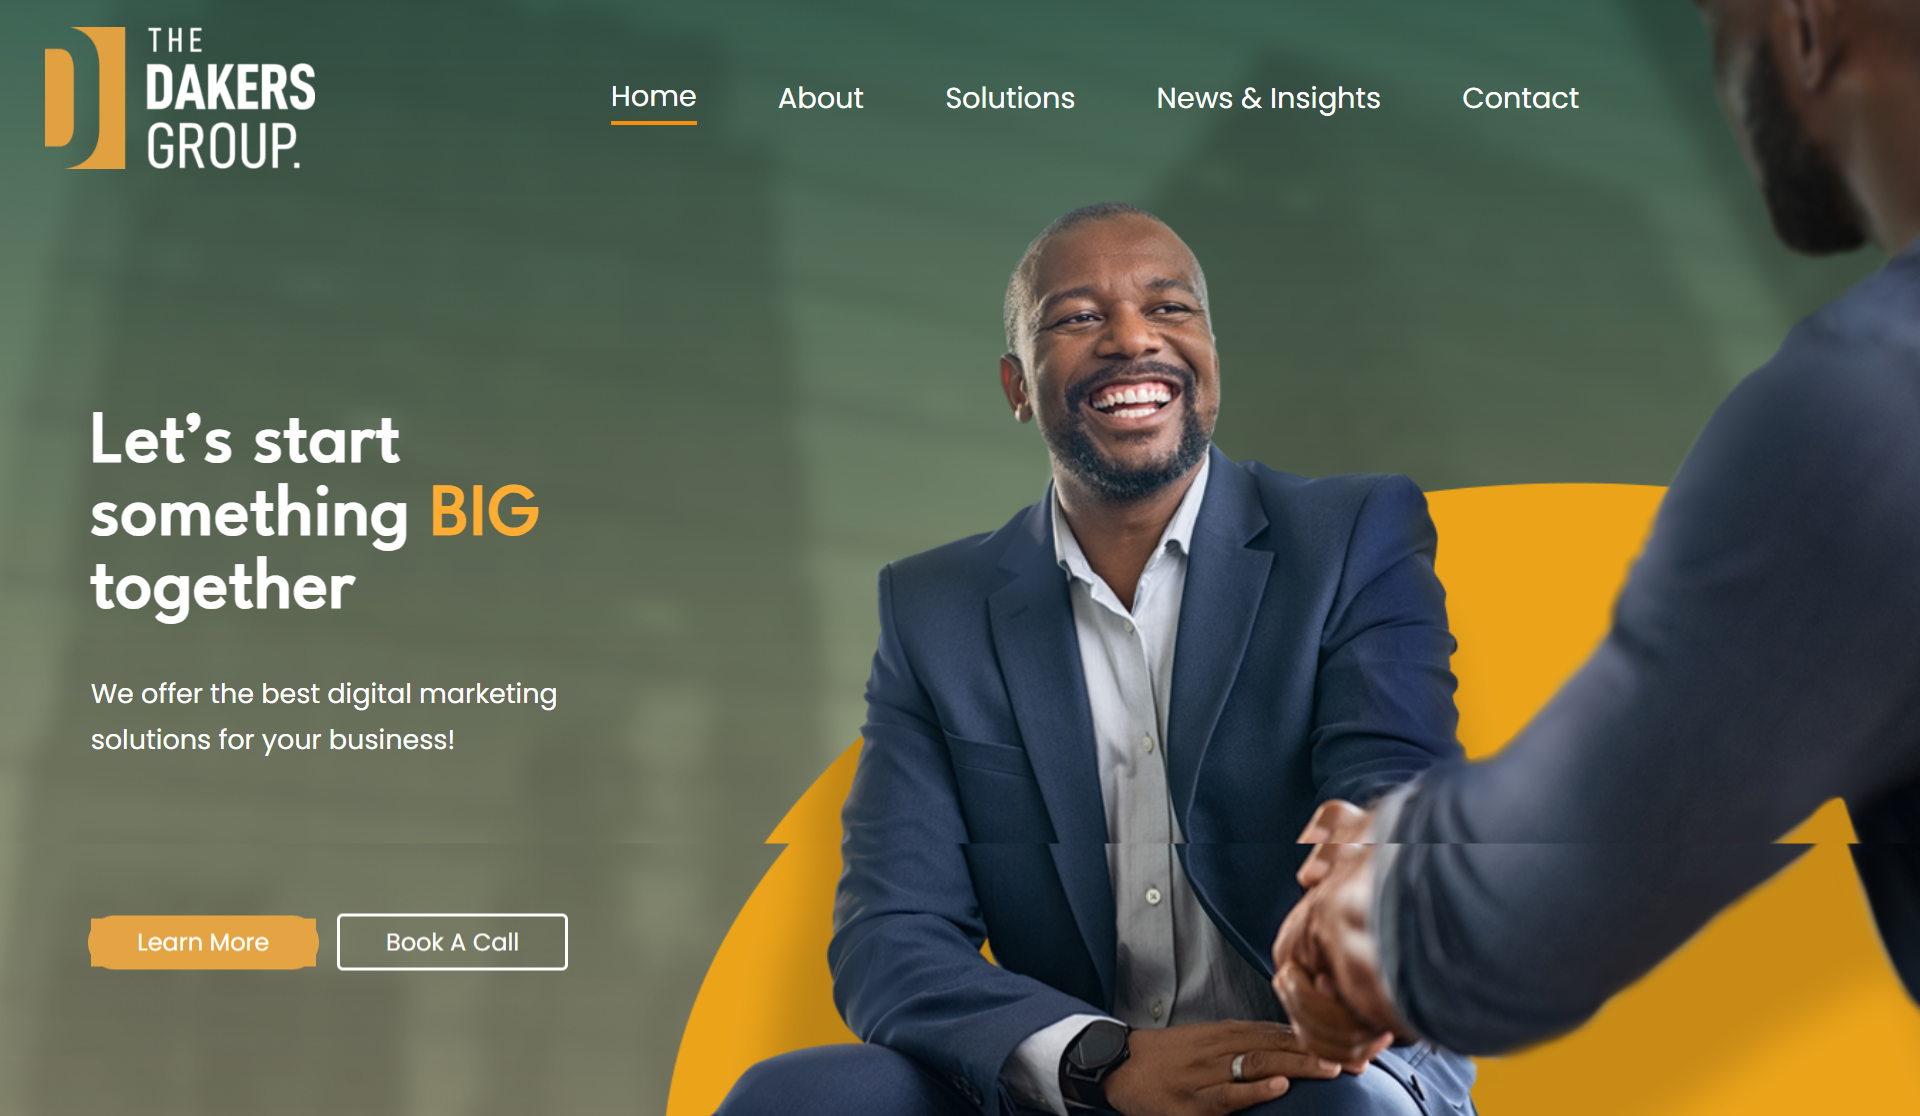 THE
DAKERS
GROUP.
Home About Solutions News & Insights Contact
Let’s start
something BIG
together
We offer the best digital marketing
solutions for your business!
Learn More Book A Call